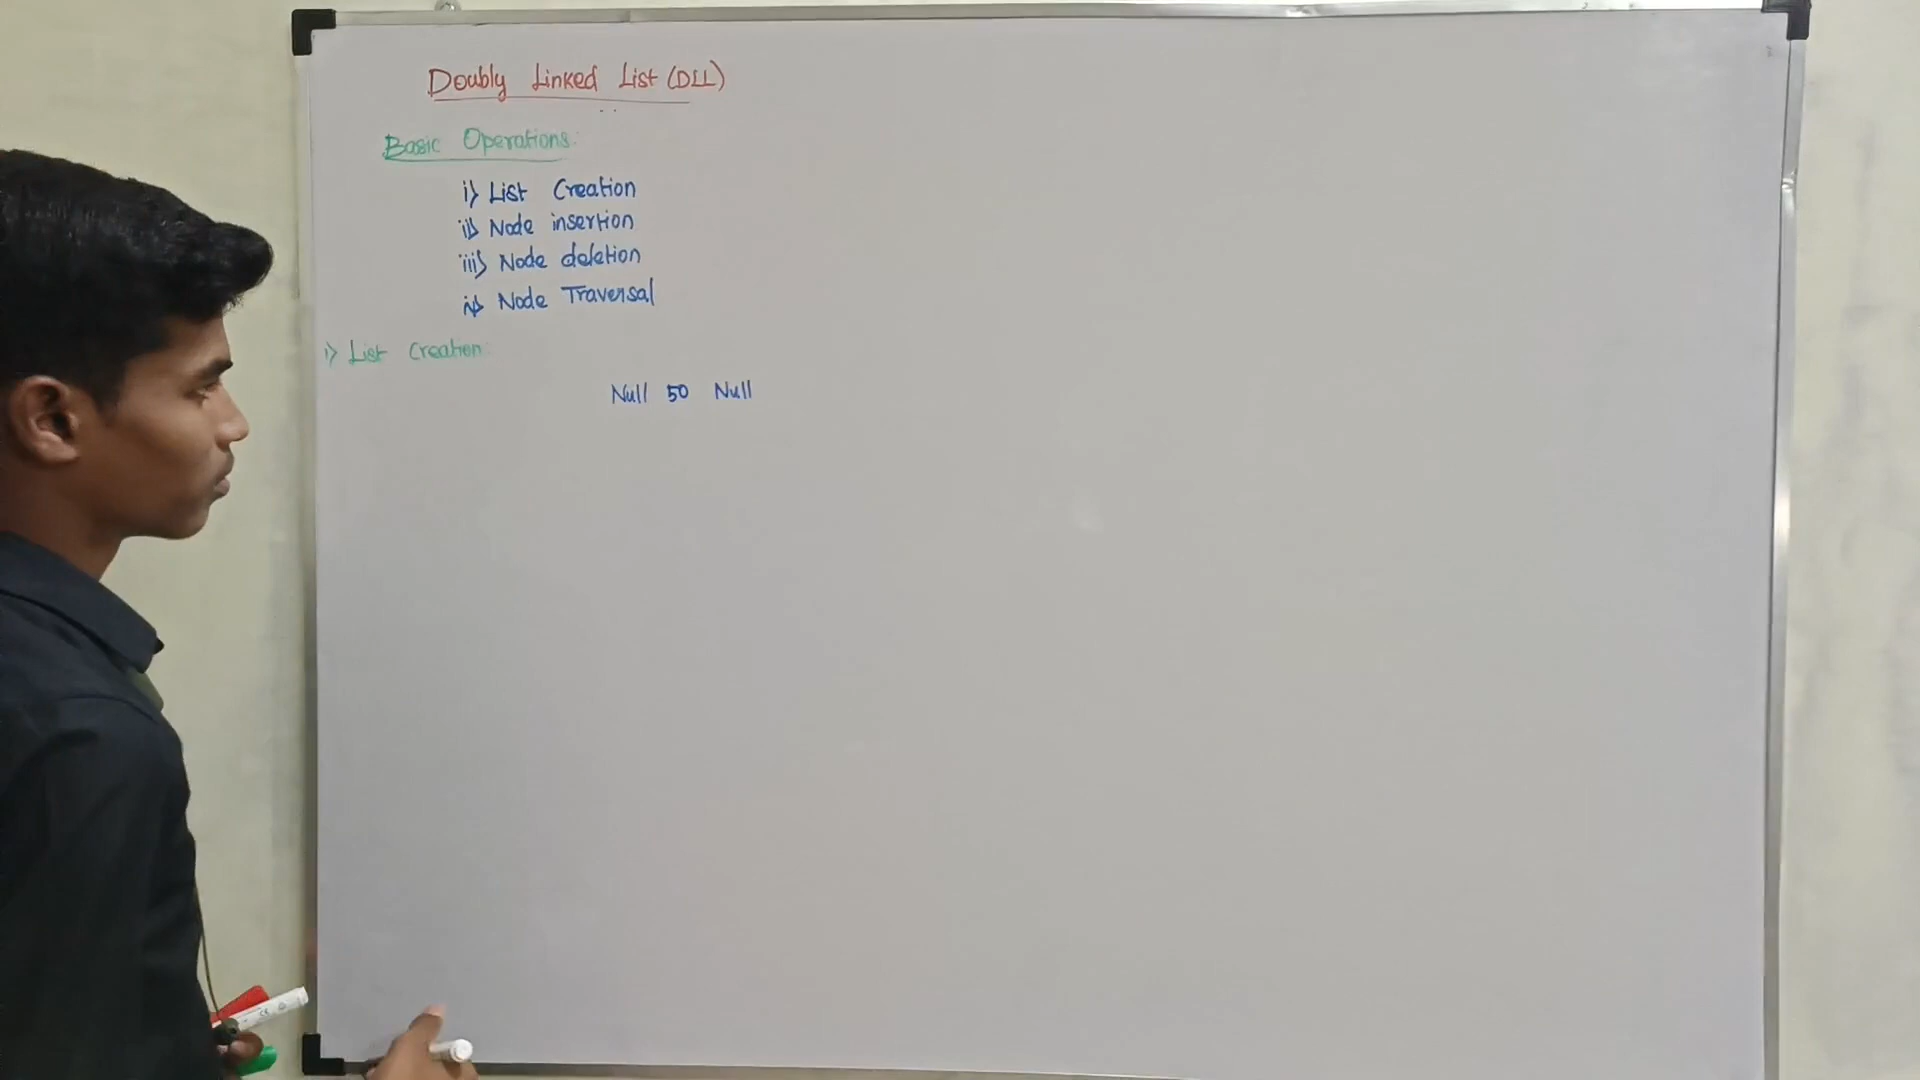 Doubly Linked List (DLL)
Basic Operations:
i) List Creation
ii) Node insertion
iii) Node deletion
iv) Node Traversal
i) List Creation:
Null 50 Null